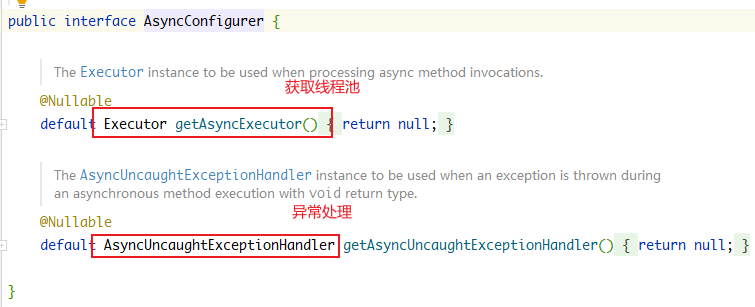 public interface AsyncConfigurer {
The Executor instance to be used when processing async method invocations.
获取线程池
@Nullable
default Executor getAsyncExecutor() { return null; }
The AsyncUncaughtExceptionHandler instance to be used when an exception is thrown during
an asynchronous method execution with void return type.
异常处理
@Nullable
default AsyncUncaughtExceptionHandler getAsyncUncaughtExceptionHandler() { return null; }
}